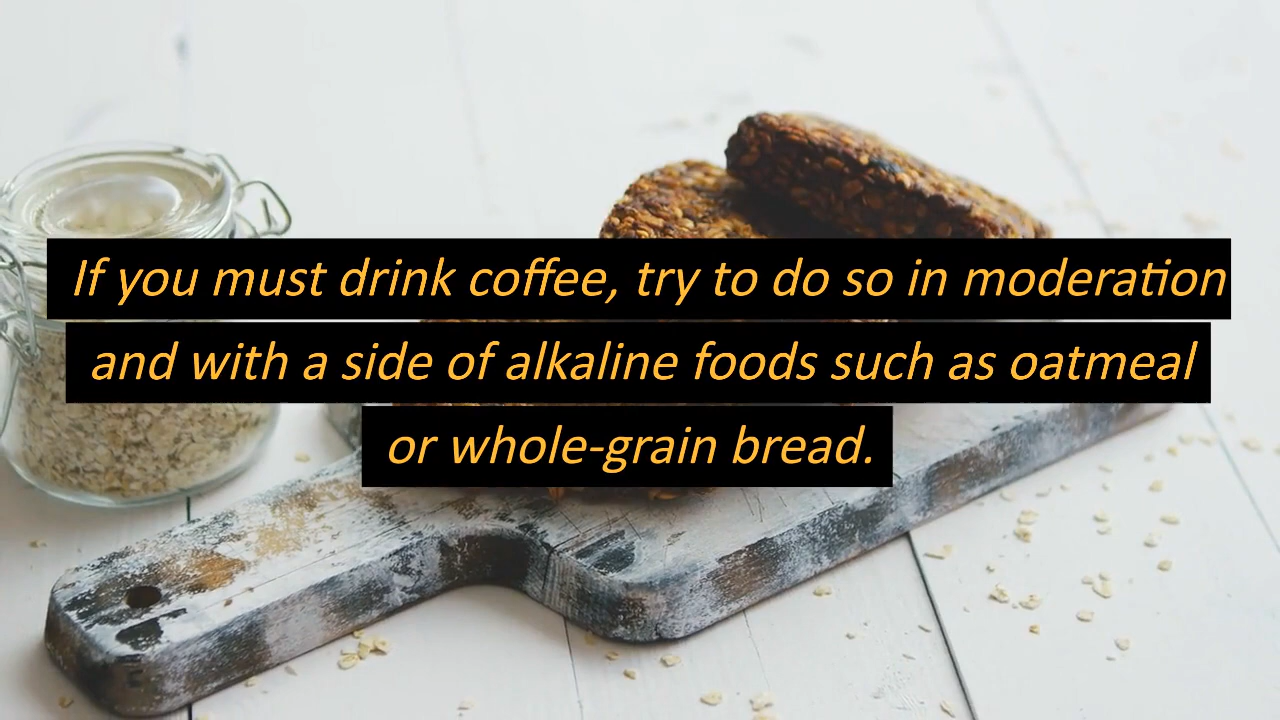 If you must drink coffee, try to do so in moderation
and with a side of alkaline foods such as oatmeal
or whole-grain bread.